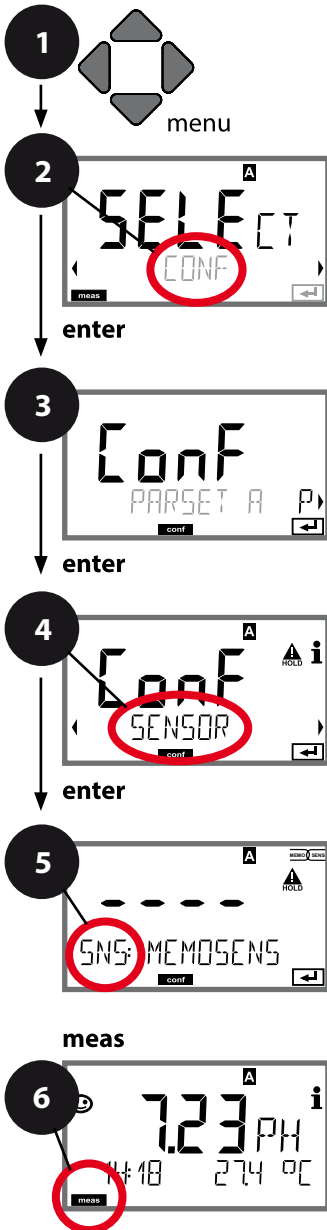 1
menu
2
A
SELECT
CONF
meas
enter
3
ConF
PARSET A P
conf
enter
4
A
i
ConF
HOLD
SENSOR
conf
enter
5
A
MEMO SENS
HOLD
----
SNS: MEMOSENS
conf
meas
6
A
i
7.23 PH
14:18 27.4 °C
meas